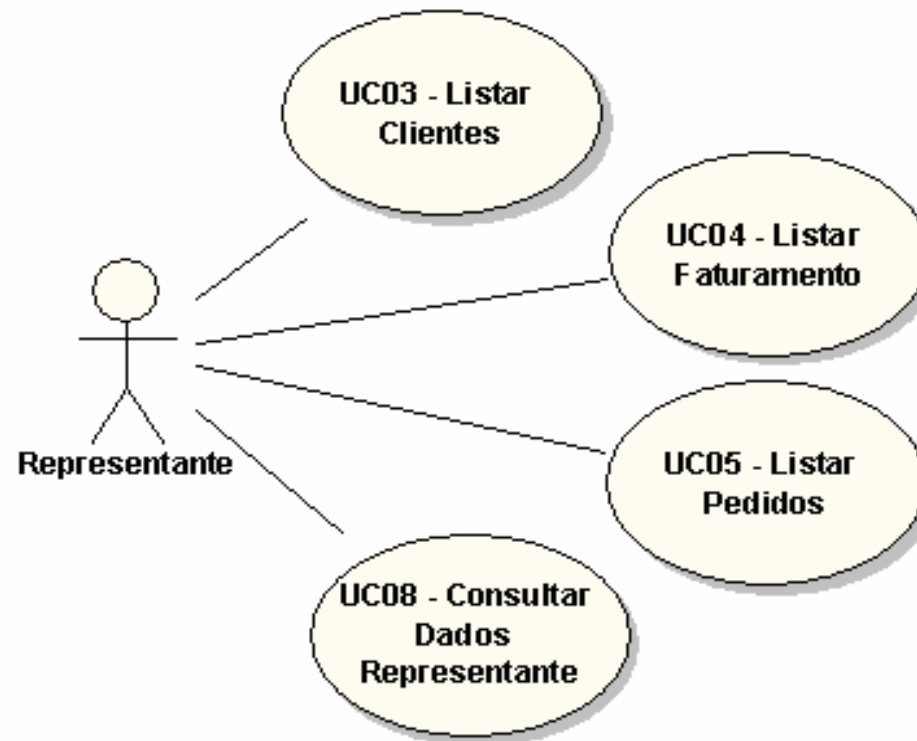 UC03 - Listar
Clientes
UC04 - Listar
Faturamento
Representante
UC05 - Listar
Pedidos
UC08 - Consultar
Dados
Representante